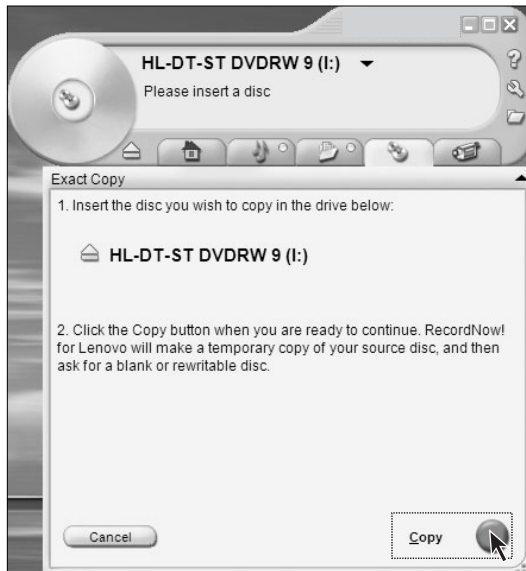 HL-DT-ST DVDRW 9 (I:)
Please insert a disc
Exact Copy
1. Insert the disc you wish to copy in the drive below:
HL-DT-ST DVDRW 9 (I:)
2. Click the Copy button when you are ready to continue. RecordNow!
for Lenovo will make a temporary copy of your source disc, and then
ask for a blank or rewritable disc.
Cancel
Copy